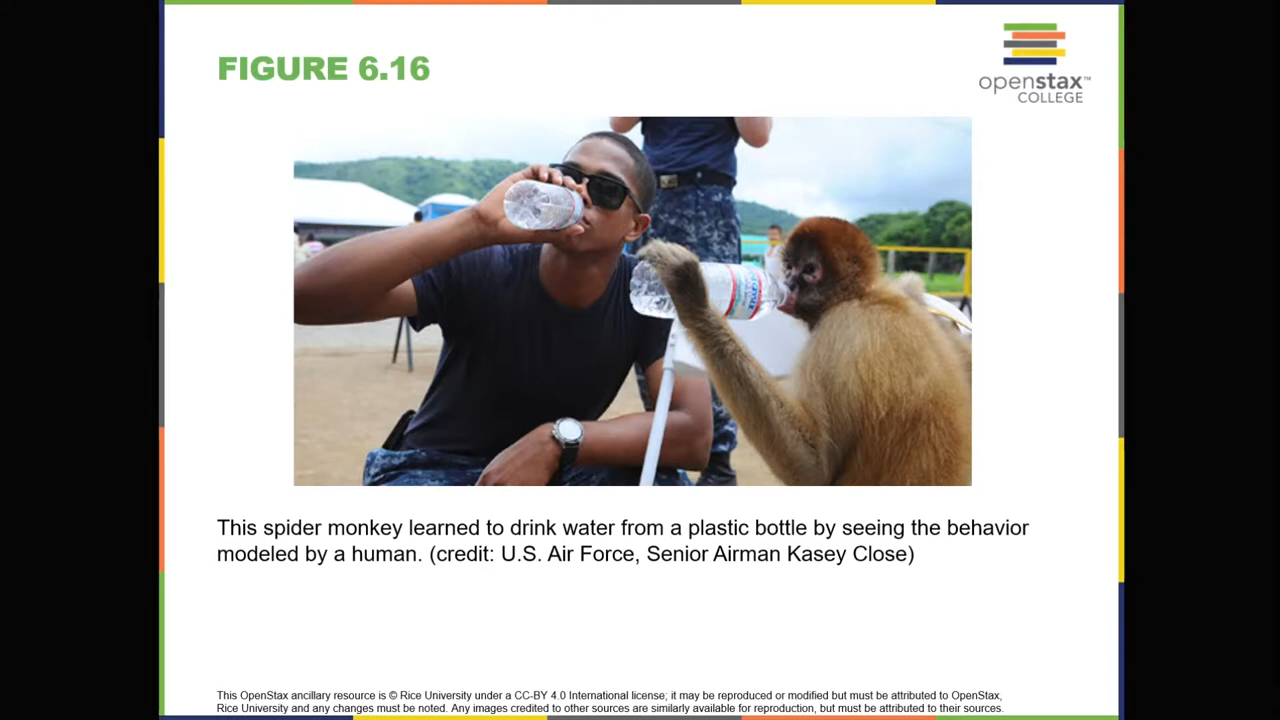 FIGURE 6.16
openstax™
COLLEGE
This spider monkey learned to drink water from a plastic bottle by seeing the behavior
modeled by a human. (credit: U.S. Air Force, Senior Airman Kasey Close)
This OpenStax ancillary resource is © Rice University under a CC-BY 4.0 International license; it may be reproduced or modified but must be attributed to OpenStax,
Rice University and any changes must be noted. Any images credited to other sources are similarly available for reproduction, but must be attributed to their sources.